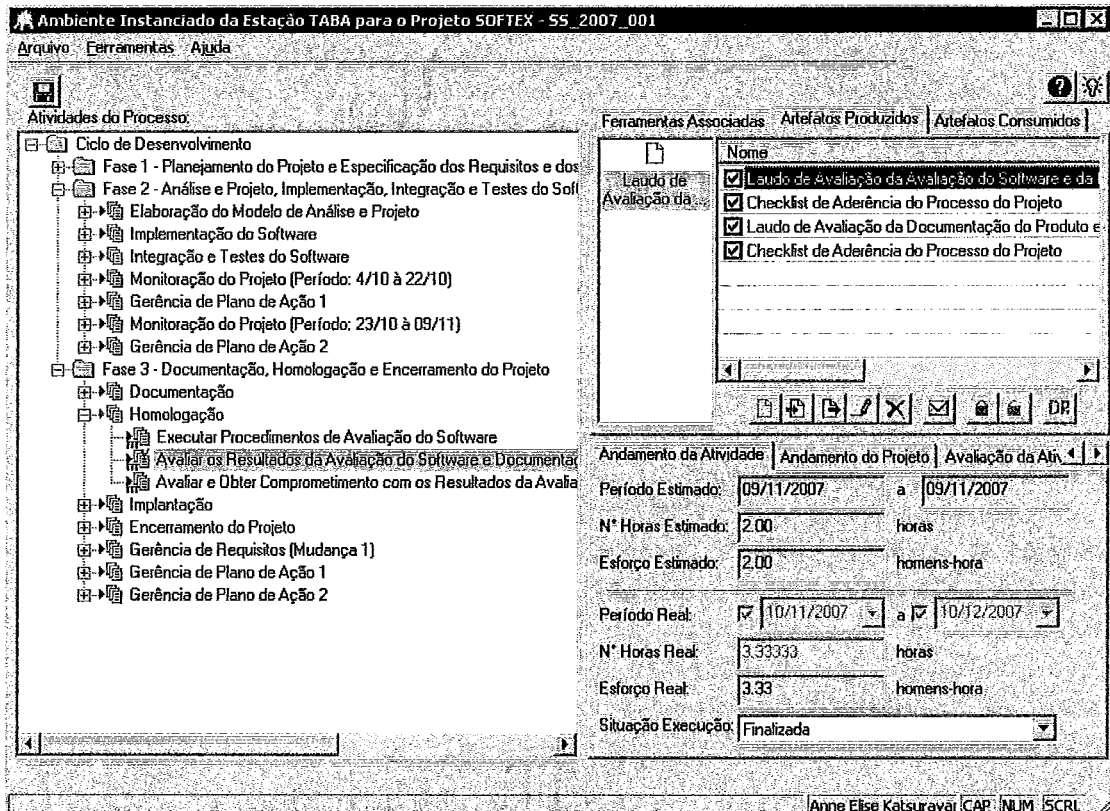 Ambiente Instanciado da Estação TABA para o Projeto SOFTEX - SS_2007_001
Arquivo Ferramentas Ajuda
Atividades do Processo:
Ciclo de Desenvolvimento
Fase 1 - Planejamento do Projeto e Especificação dos Requisitos e dos
Fase 2 - Análise e Projeto, Implementação, Integração e Testes do Soft
Elaboração do Modelo de Análise e Projeto
Implementação do Software
Integração e Testes do Software
Monitoração do Projeto (Período: 4/10 à 22/10)
Gerência de Plano de Ação 1
Monitoração do Projeto (Período: 23/10 à 09/11)
Gerência de Plano de Ação 2
Fase 3 - Documentação, Homologação e Encerramento do Projeto
Documentação
Homologação
Executar Procedimentos de Avaliação do Software
Avaliar os Resultados da Avaliação do Software e Documentaç
Avaliar e Obter Comprometimento com os Resultados da Avalia
Implantação
Encerramento do Projeto
Gerência de Requisitos (Mudança 1)
Gerência de Plano de Ação 1
Gerência de Plano de Ação 2
Ferramentas Associadas Artefatos Produzidos Artefatos Consumidos
Laudo de
Avaliação da ...
Nome
Laudo de Avaliação da Avaliação do Software e da
Checklist de Aderência do Processo do Projeto
Laudo de Avaliação da Documentação do Produto e
Checklist de Aderência do Processo do Projeto
DP.
Andamento da Atividade Andamento do Projeto Avaliação da Ativ
Período Estimado: 09/11/2007 a 09/11/2007
N° Horas Estimado: 2.00 horas
Esforço Estimado: 2.00 homens-hora
Período Real: 10/11/2007 a 10/12/2007
N° Horas Real: 3.33333 horas
Esforço Real: 3.33 homens-hora
Situação Execução: Finalizada
Anne Elise Katsuravai CAP NUM SCRL